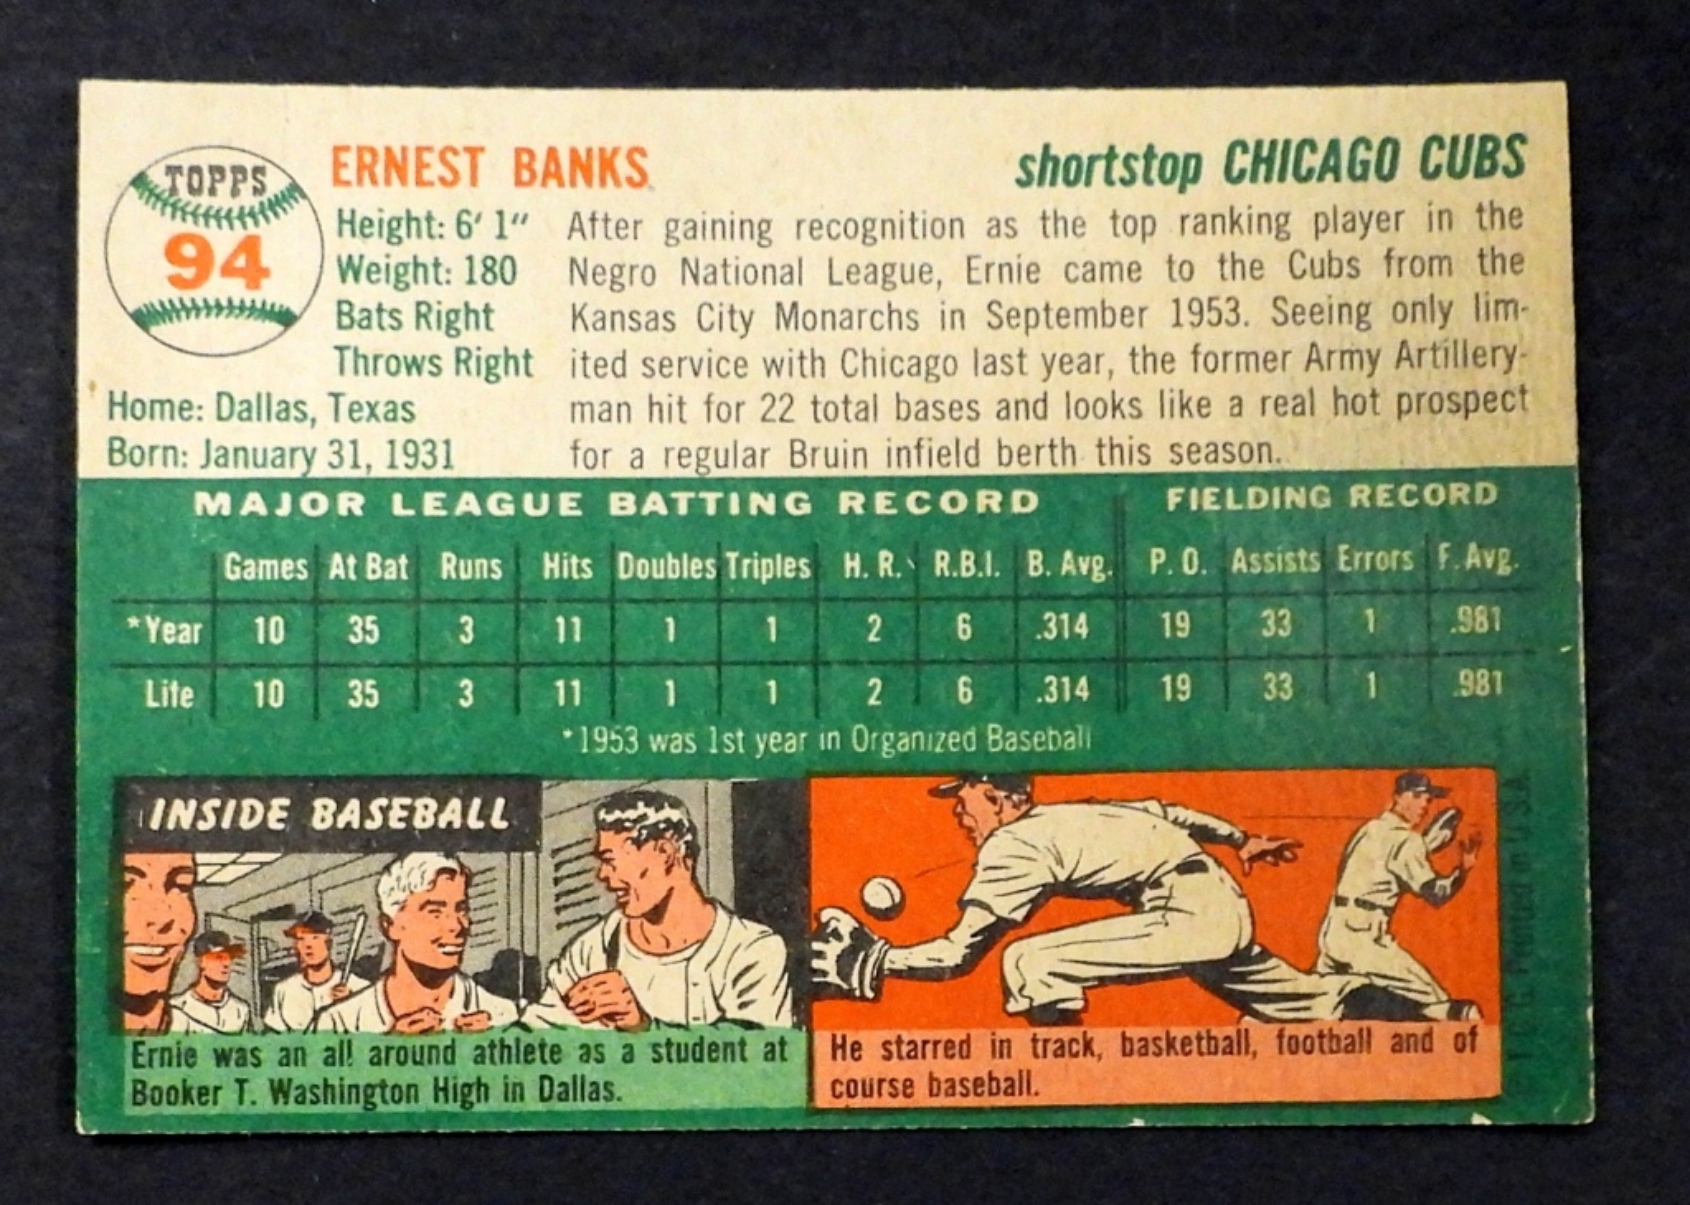 TOPPS
94
ERNEST BANKS
shortstop CHICAGO CUBS
Height: 6' 1"
Weight: 180
Bats Right
Throws Right
Home: Dallas, Texas
Born: January 31, 1931
After gaining recognition as the top ranking player in the
Negro National League, Ernie came to the Cubs from the
Kansas City Monarchs in September 1953. Seeing only lim-
ited service with Chicago last year, the former Army Artillery-
man hit for 22 total bases and looks like a real hot prospect
for a regular Bruin infield berth this season.
MAJOR LEAGUE BATTING RECORD FIELDING RECORD
Games At Bat Runs Hits Doubles Triples H. R. R.B.I. B. Avg. P. O. Assists Errors F. Avg.
*Year 10 35 3 11 1 1 2 6 .314 19 33 1 .981
Life 10 35 3 11 1 1 2 6 .314 19 33 1 .981
*1953 was 1st year in Organized Baseball
INSIDE BASEBALL
Ernie was an all around athlete as a student at
Booker T. Washington High in Dallas.
He starred in track, basketball, football and of
course baseball.
T. C. G. Printed in U.S.A.